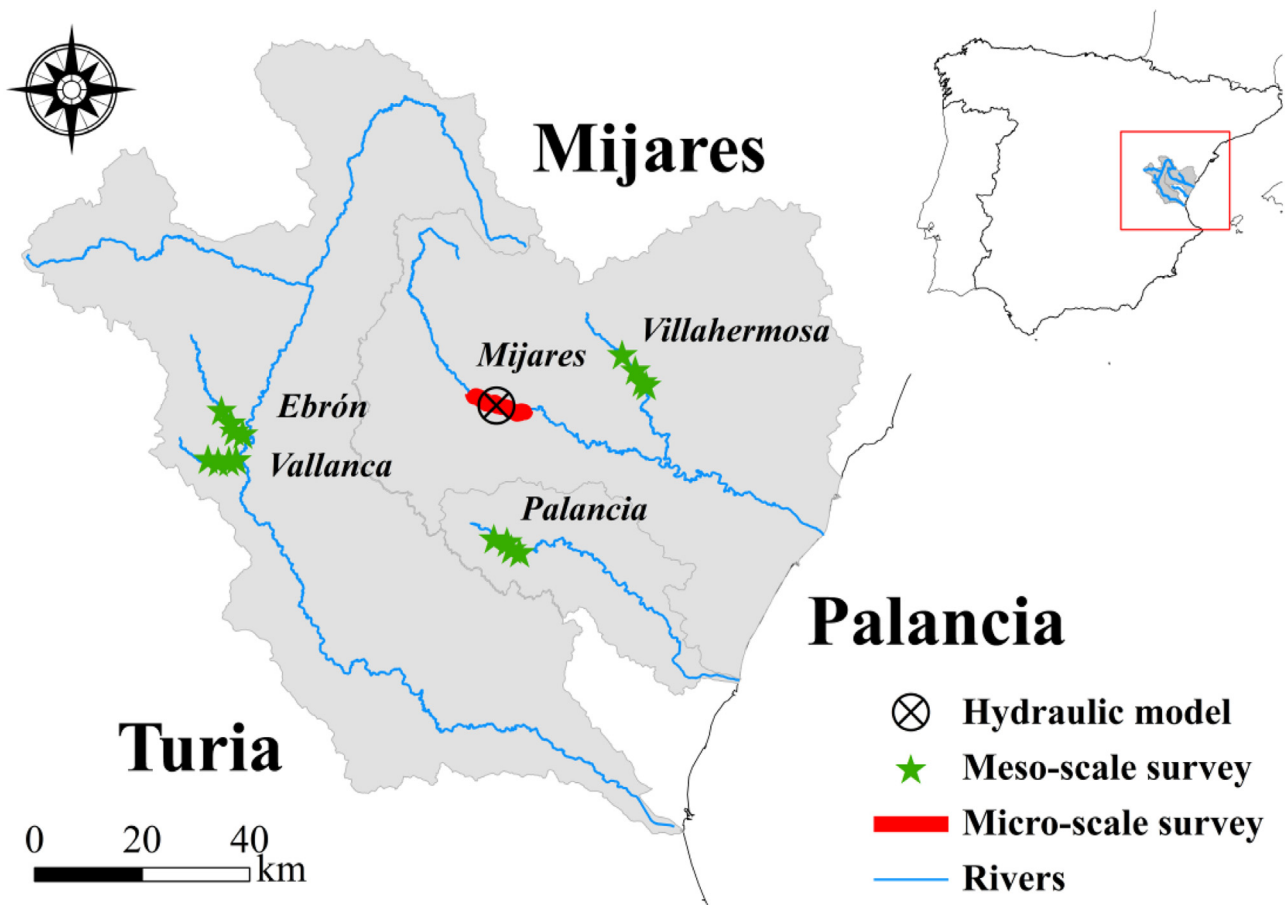 Mijares
Villahermosa
Mijares
Ebrón
Vallanca
Palancia
Palancia
Turia
Hydraulic model
Meso-scale survey
Micro-scale survey
Rivers
0 20 40
km